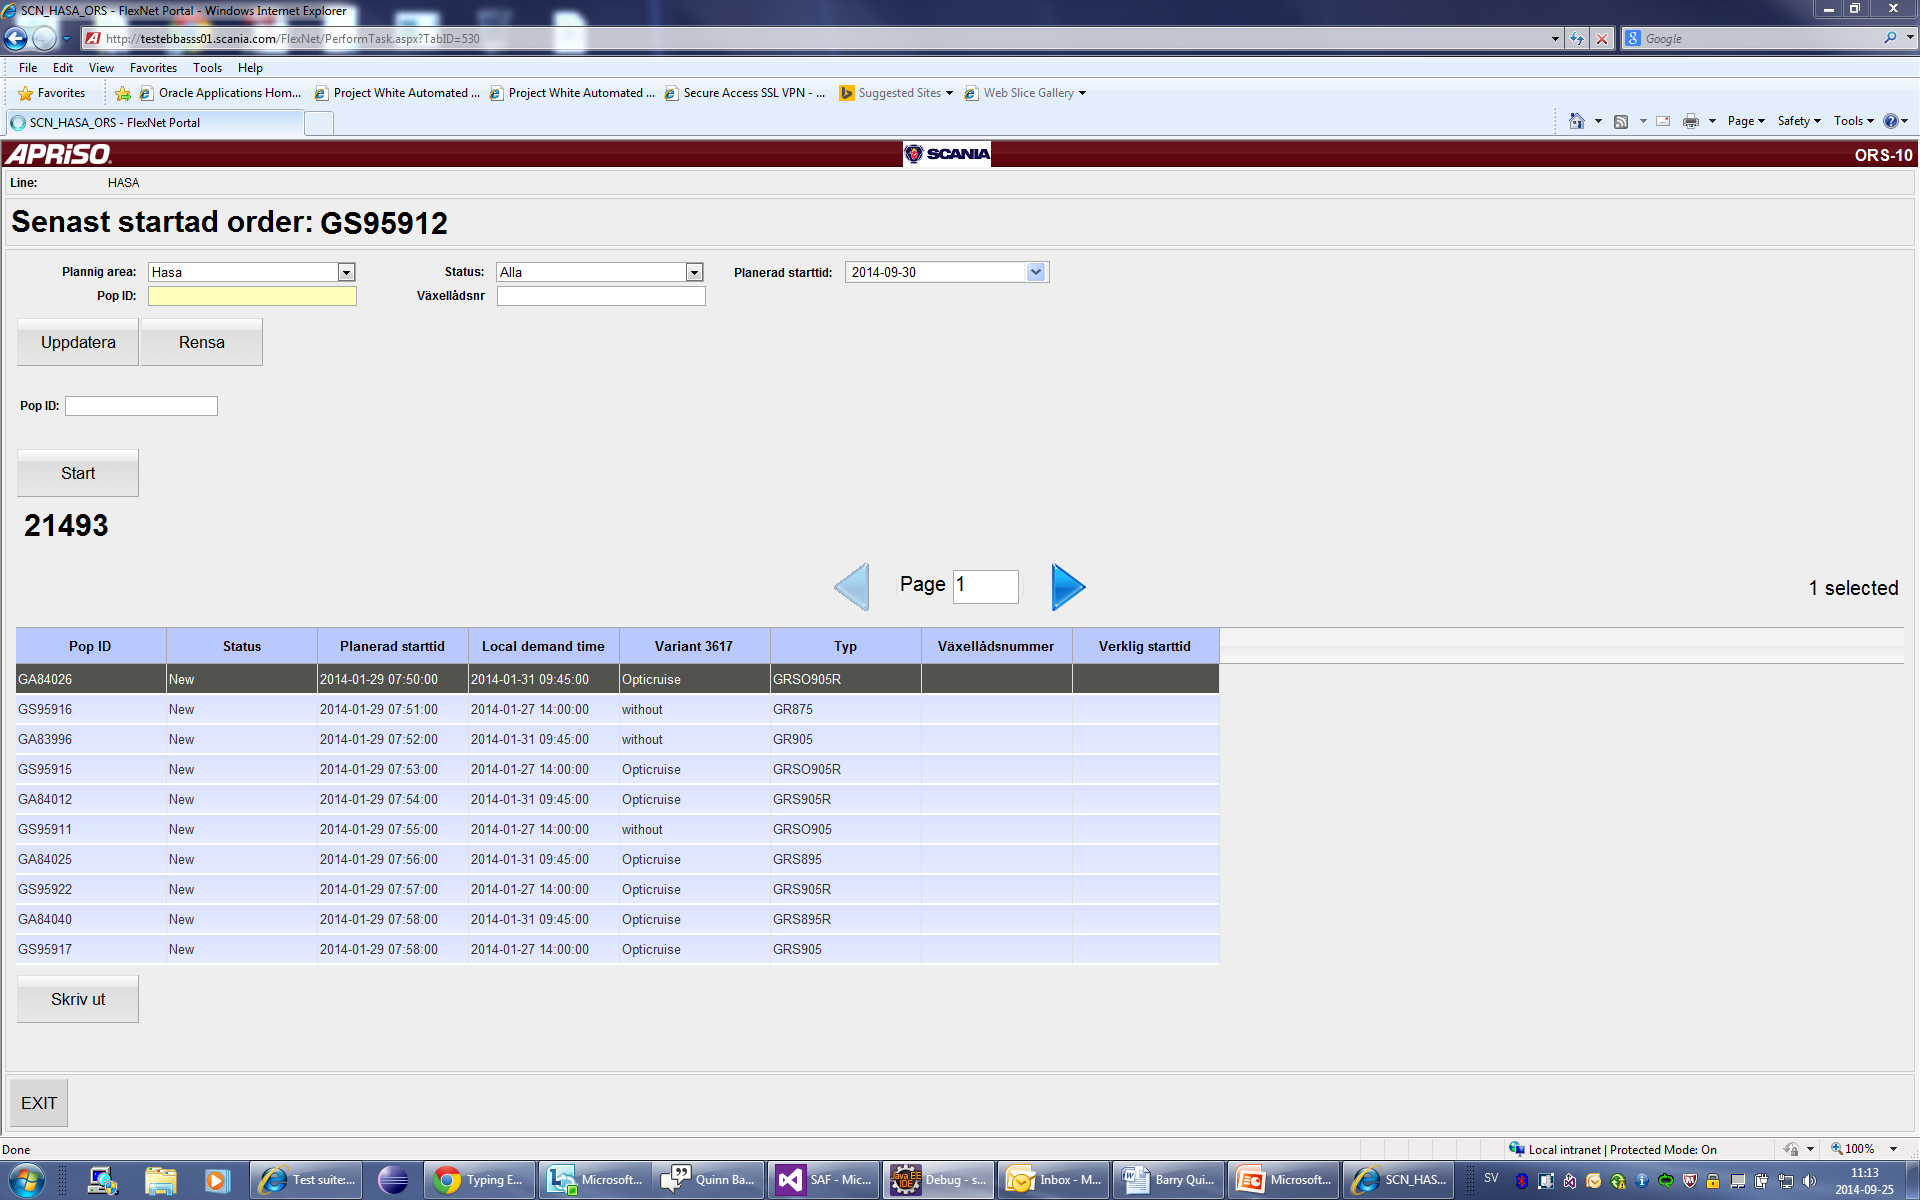 SCN_HASA_ORS - FlexNet Portal - Windows Internet Explorer
http://testebbasss01.scania.com/FlexNet/PerformTask.aspx?TabID=530
Google
File Edit View Favorites Tools Help
Favorites Oracle Applications Hom... Project White Automated ... Project White Automated ... Secure Access SSL VPN - ... Suggested Sites Web Slice Gallery
SCN_HASA_ORS - FlexNet Portal
Page Safety Tools
APRISO. SCANIA ORS-10
Line: HASA
Senast startad order: GS95912
Plannig area: Hasa Status: Alla Planerad starttid: 2014-09-30
Pop ID: Växellådsnr
Uppdatera Rensa
Pop ID:
Start
21493
Page 1
1 selected
Pop ID Status Planerad starttid Local demand time Variant 3617 Typ Växellådsnummer Verklig starttid
GA84026 New 2014-01-29 07:50:00 2014-01-31 09:45:00 Opticruise GRSO905R
GS95916 New 2014-01-29 07:51:00 2014-01-27 14:00:00 without GR875
GA83996 New 2014-01-29 07:52:00 2014-01-31 09:45:00 without GR905
GS95915 New 2014-01-29 07:53:00 2014-01-27 14:00:00 Opticruise GRSO905R
GA84012 New 2014-01-29 07:54:00 2014-01-31 09:45:00 Opticruise GRS905R
GS95911 New 2014-01-29 07:55:00 2014-01-27 14:00:00 without GRSO905
GA84025 New 2014-01-29 07:56:00 2014-01-31 09:45:00 Opticruise GRS895
GS95922 New 2014-01-29 07:57:00 2014-01-27 14:00:00 Opticruise GRS905R
GA84040 New 2014-01-29 07:58:00 2014-01-31 09:45:00 Opticruise GRS895R
GS95917 New 2014-01-29 07:58:00 2014-01-27 14:00:00 Opticruise GRS905
Skriv ut
EXIT
Done Local intranet | Protected Mode: On 100%
Test suite:... Typing E... Microsoft... Quinn Ba... SAF - Mic... Debug - s... Inbox - M... Barry Qui... Microsoft... SCN_HAS... SV 11:13
2014-09-25